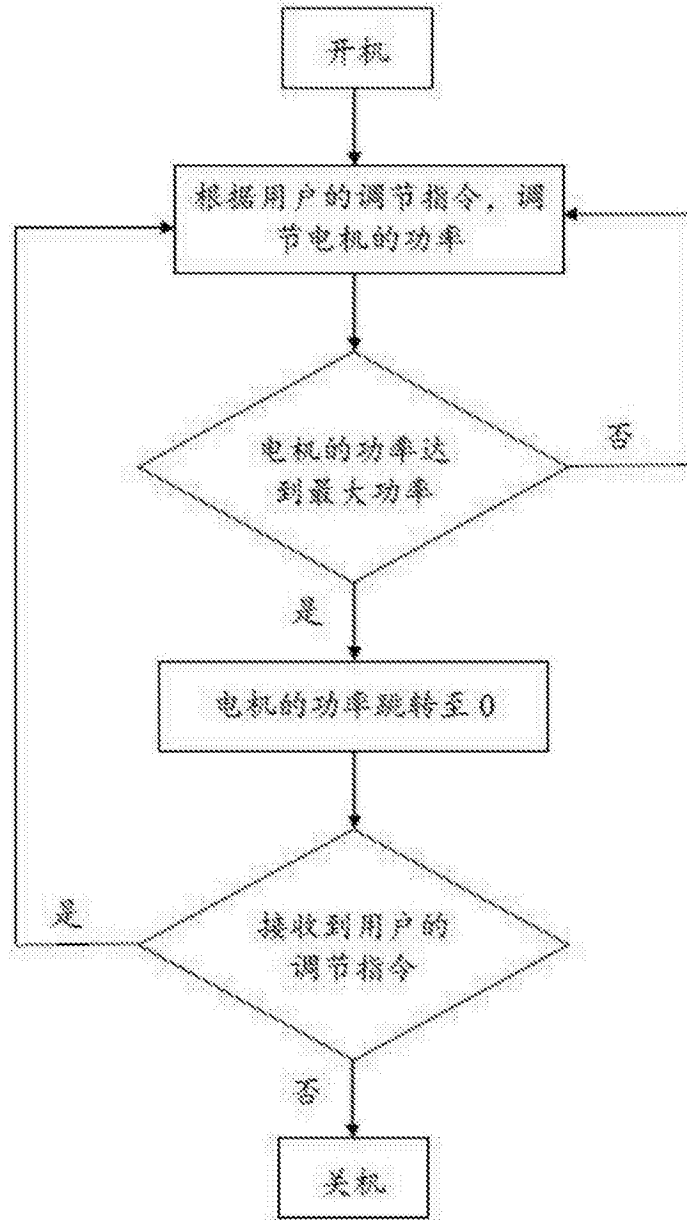 开机
根据用户的调节指令，调
节电机的功率
电机的功率达
到最大功率
否
是
电机的功率跳转至0
是
接收到用户的
调节指令
否
关机